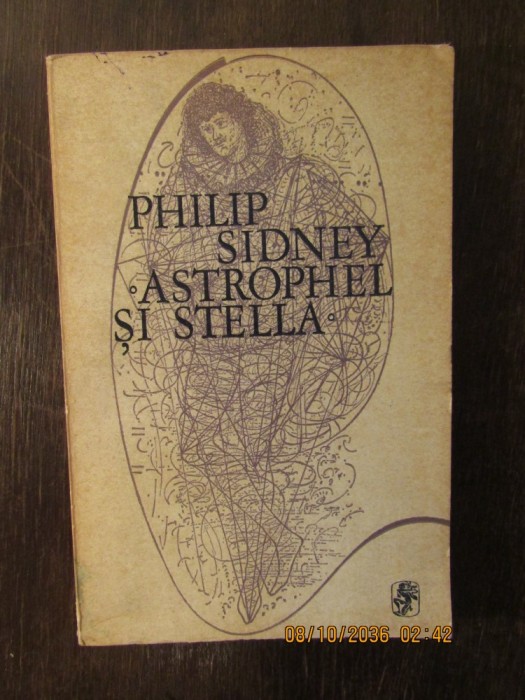 PHILIP
SIDNEY
◦ASTROPHEL
ȘI STELLA◦
08/10/2036 02:42